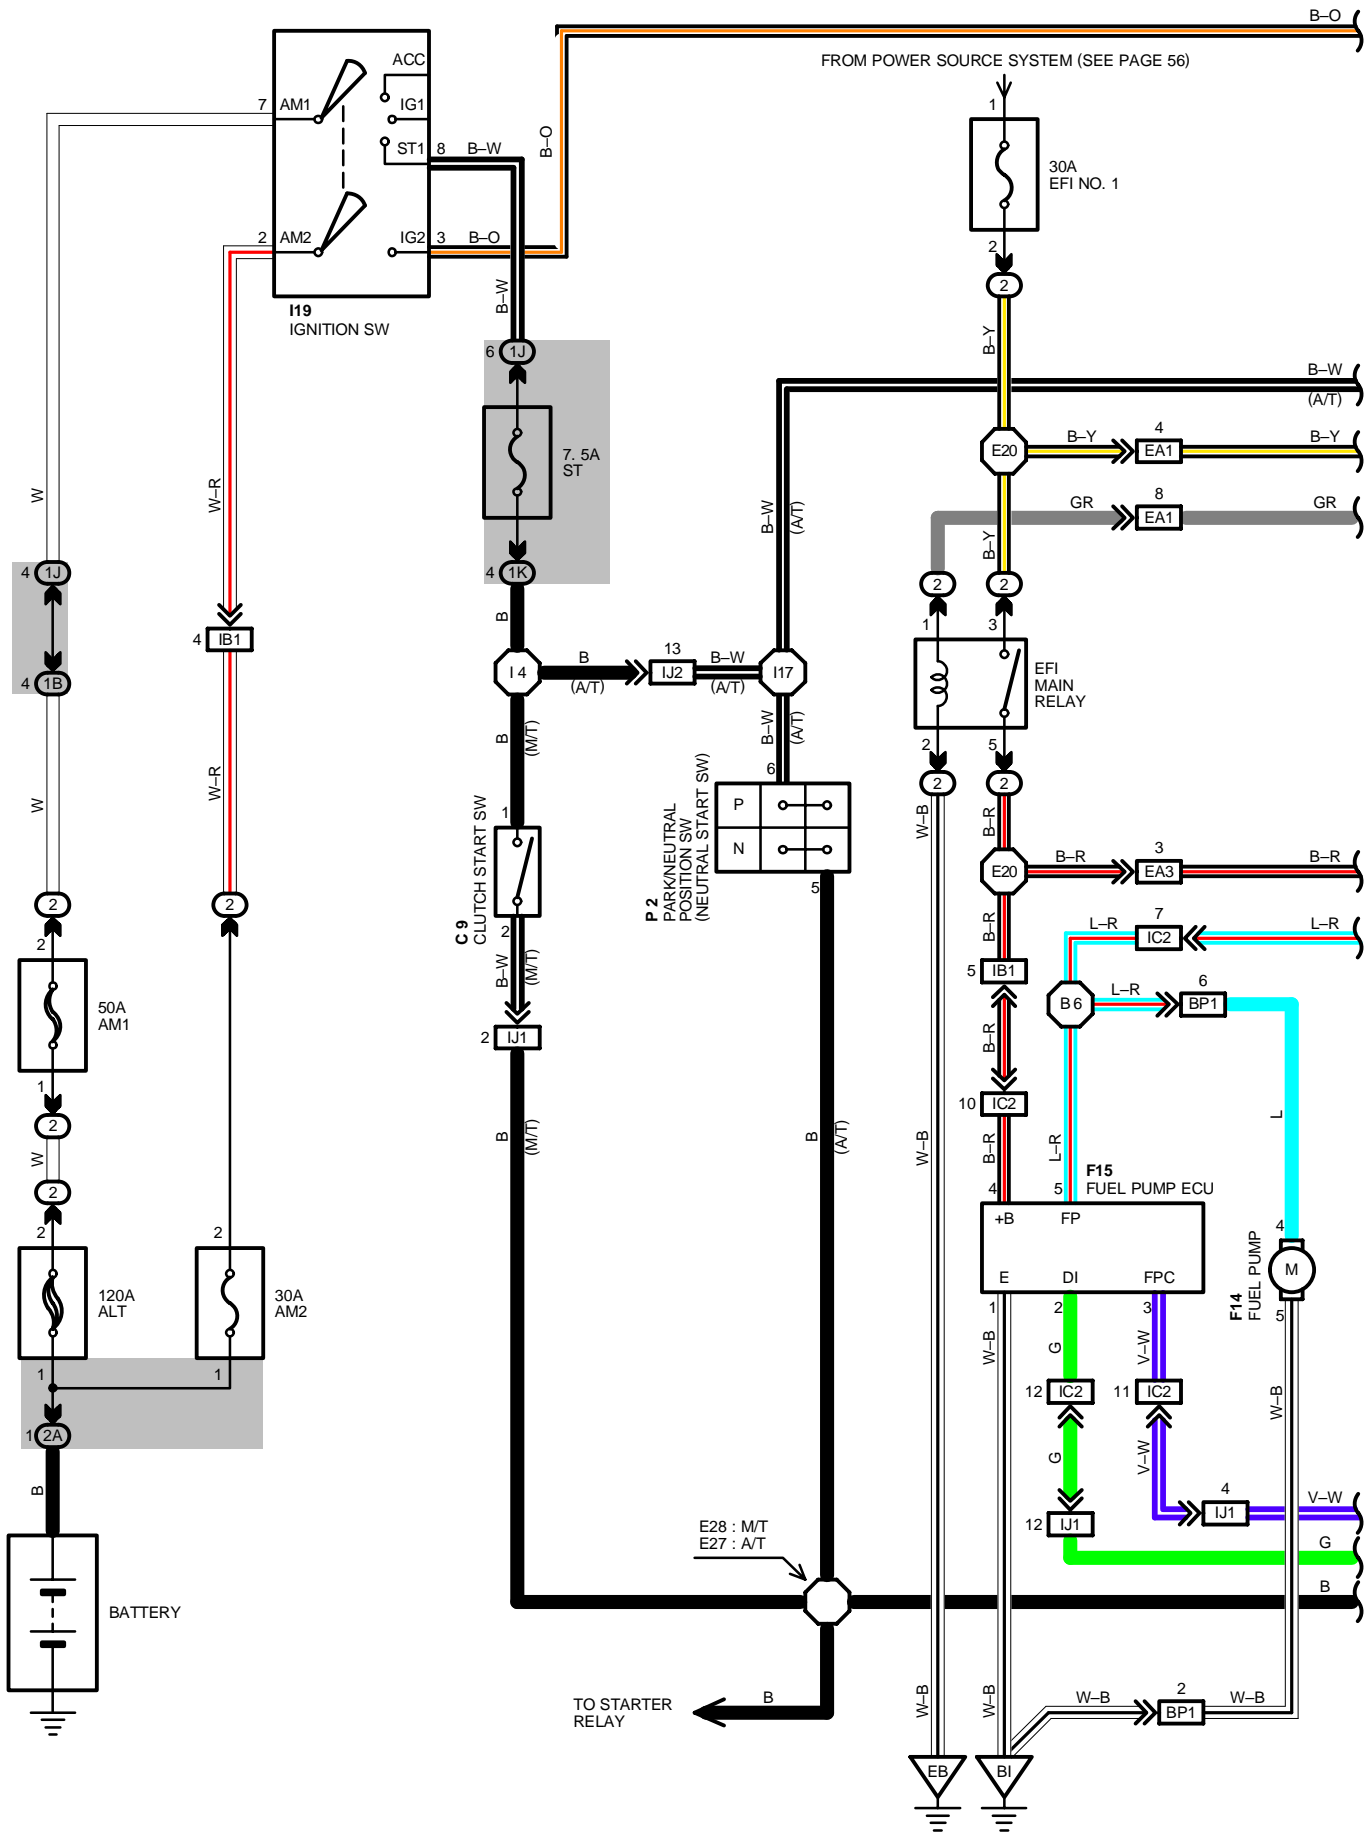 B–O
FROM POWER SOURCE SYSTEM (SEE PAGE 56)
ACC
7 AM1
IG1
ST1 8 B–W
B–O
1
30A
EFI NO. 1
2 AM2
IG2 3 B–O
2
2
I19
IGNITION SW
B–W
B–Y
6 1J
B–W
(A/T)
7. 5A
ST
E20
B–Y
4
EA1
B–Y
W
W–R
B–W
(A/T)
GR
8
EA1
GR
B–Y
4 1J
4 1K
2
2
B
1
3
4 IB1
I 4
B
(A/T)
13
IJ2
B–W
(A/T)
I17
EFI
MAIN
RELAY
4 1B
B
(M/T)
B–W
(A/T)
2
5
W
W–R
6
2
2
P
N
1
C 9
CLUTCH START SW
P 2
PARK/NEUTRAL
POSITION SW
(NEUTRAL START SW)
W–B
B–R
E20
B–R
3
EA3
B–R
5
2
2
2
2
B–W
(M/T)
B–R
L–R
7
IC2
L–R
50A
AM1
5 IB1
B 6
L–R
6
BP1
2 IJ1
B–R
1
2
10 IC2
L
W
B
(M/T)
B
(A/T)
W–B
B–R
L–R
2
F15
FUEL PUMP ECU
4
5
+B
FP
2
2
4
120A
ALT
30A
AM2
E
DI
FPC
M
F14
FUEL PUMP
1
2
3
5
1
1
W–B
G
V–W
12 IC2
11 IC2
W–B
1 2A
G
V–W
B
4
IJ1
V–W
12 IJ1
G
E28 : M/T
E27 : A/T
B
BATTERY
TO STARTER
RELAY
B
W–B
W–B
W–B
2
BP1
W–B
EB
BI